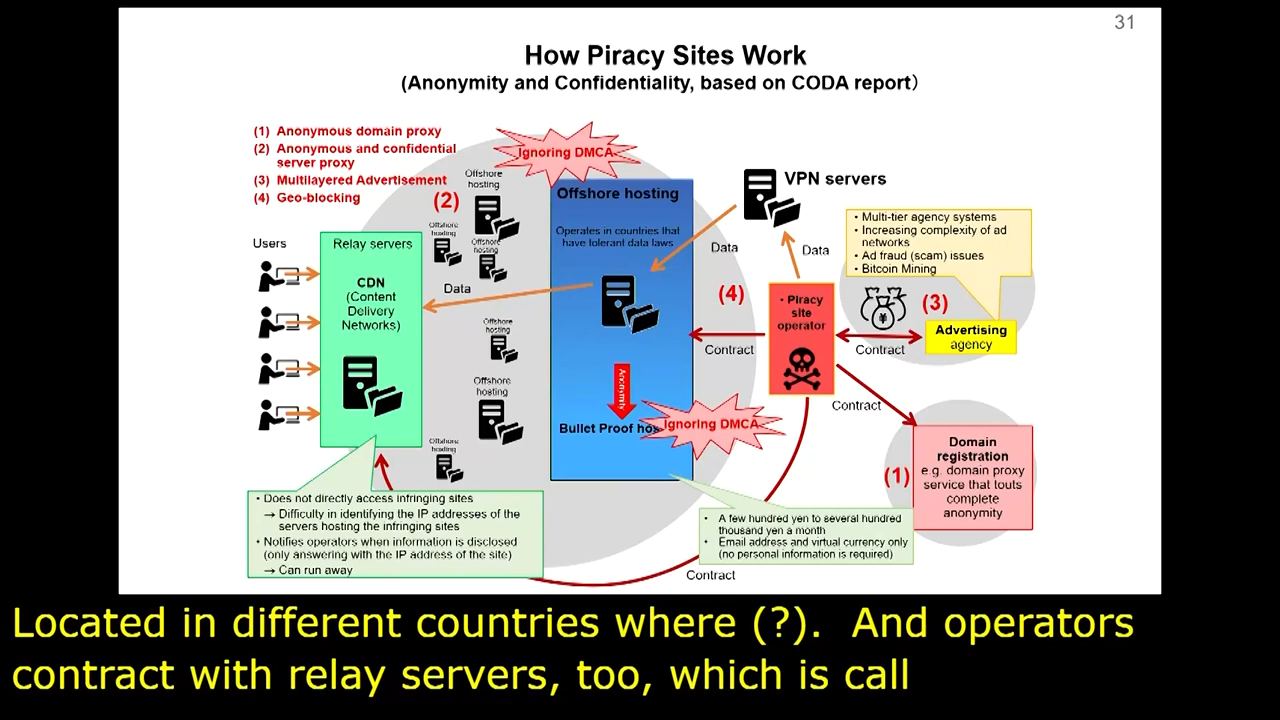 31
How Piracy Sites Work
(Anonymity and Confidentiality, based on CODA report)
(1) Anonymous domain proxy
(2) Anonymous and confidential
server proxy
(3) Multilayered Advertisement
(4) Geo-blocking
Ignoring DMCA
Offshore
hosting
(2)
Offshore
hosting
Offshore
hosting
Offshore hosting
Operates in countries that
have tolerant data laws
VPN servers
Data
Data
• Multi-tier agency systems
• Increasing complexity of ad
networks
• Ad fraud (scam) issues
• Bitcoin Mining
Users
Relay servers
CDN
(Content
Delivery
Networks)
Data
(4)
• Piracy
site
operator
¥
(3)
Advertising
agency
Contract
Contract
Offshore
hosting
Offshore
hosting
Offshore
hosting
Anonymity
Bullet Proof hos
Ignoring DMCA
Contract
(1)
Domain
registration
e.g. domain proxy
service that touts
complete
anonymity
• Does not directly access infringing sites
→ Difficulty in identifying the IP addresses of the
servers hosting the infringing sites
• Notifies operators when information is disclosed
(only answering with the IP address of the site)
→ Can run away
• A few hundred yen to several hundred
thousand yen a month
• Email address and virtual currency only
(no personal information is required)
Contract
Located in different countries where (?). And operators
contract with relay servers, too, which is call